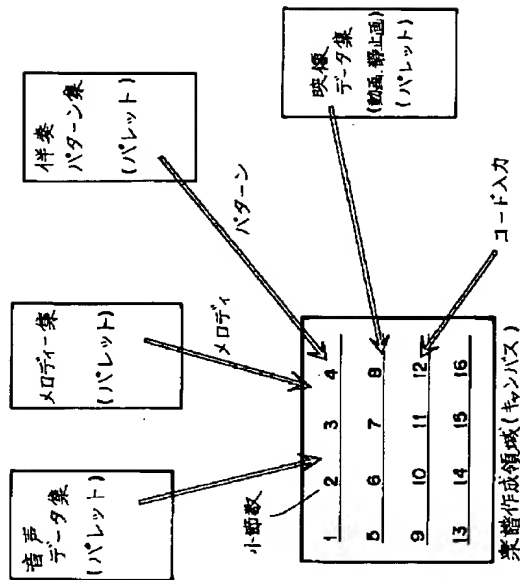 音声
データ集
(パレット)
メロディー集
(パレット)
伴奏
パターン集
(パレット)
映像
データ集
(動画、静止画)
(パレット)
メロディ
パターン
コード入力
小節数
1 2 3 4
5 6 7 8
9 10 11 12
13 14 15 16
楽譜作成領域(キャンバス)